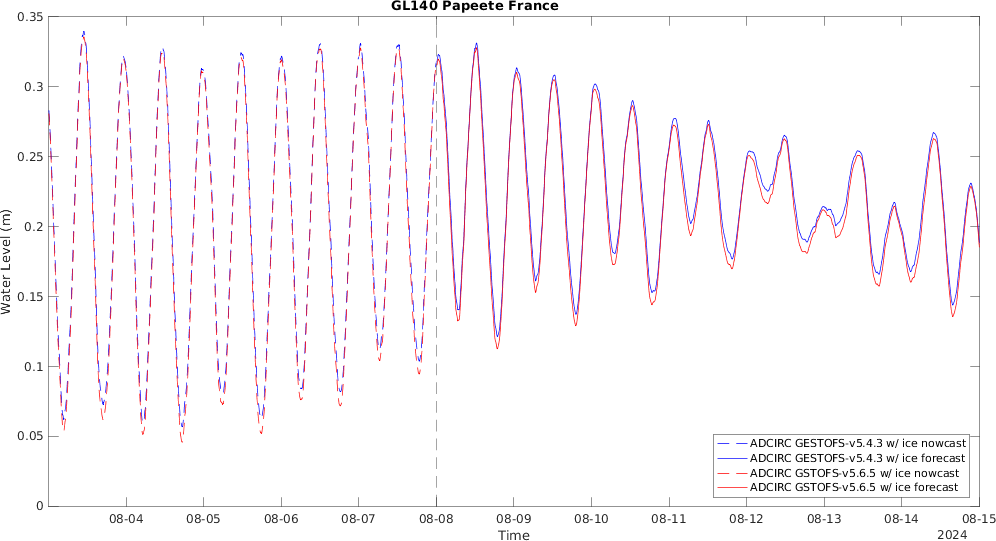 GL140 Papeete France
0.35
0.3
0.25
0.2
0.15
0.1
0.05
0
Water Level (m)
08-04 08-05 08-06 08-07 08-08 08-09 08-10 08-11 08-12 08-13 08-14 08-15
Time
2024
ADCIRC GESTOFS-v5.4.3 w/ ice nowcast
ADCIRC GESTOFS-v5.4.3 w/ ice forecast
ADCIRC GSTOFS-v5.6.5 w/ ice nowcast
ADCIRC GSTOFS-v5.6.5 w/ ice forecast